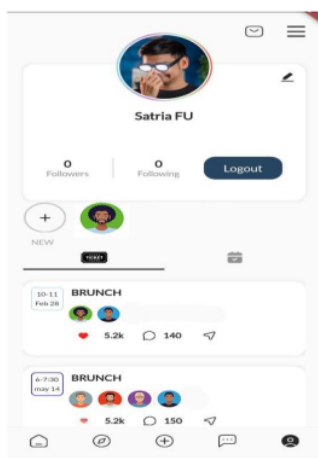 Satria FU
0 0
Followers Following Logout
NEW
TICKET
10-11 BRUNCH
Feb 28
5.2k 140
6-7:30 BRUNCH
may 14
5.2k 150